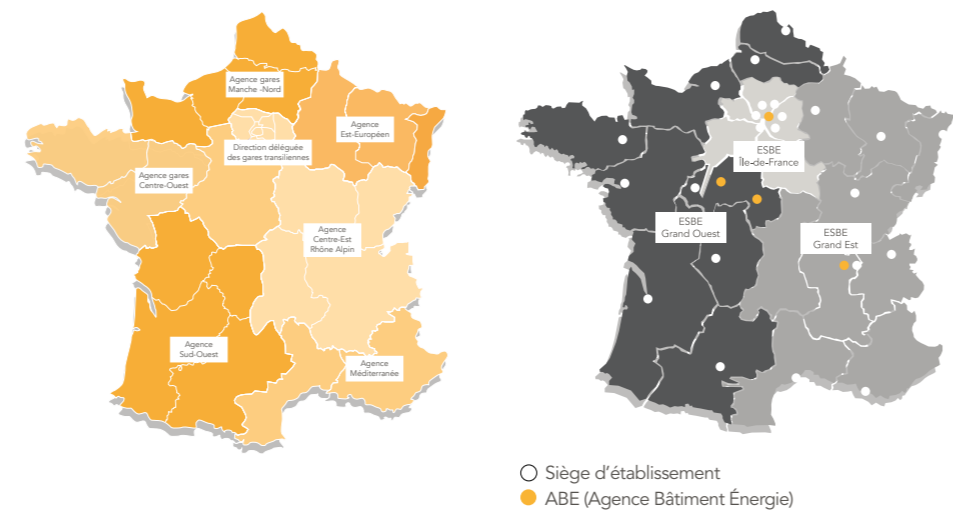 Agence gares
Manche -Nord
Agence
Est-Européen
Direction déléguée
des gares transiliennes
Agence gares
Centre-Ouest
Agence
Centre-Est
Rhône Alpin
Agence
Sud-Ouest
Agence
Méditerranée
ESBE
Île-de-France
ESBE
Grand Ouest
ESBE
Grand Est
Siège d'établissement
ABE (Agence Bâtiment Énergie)